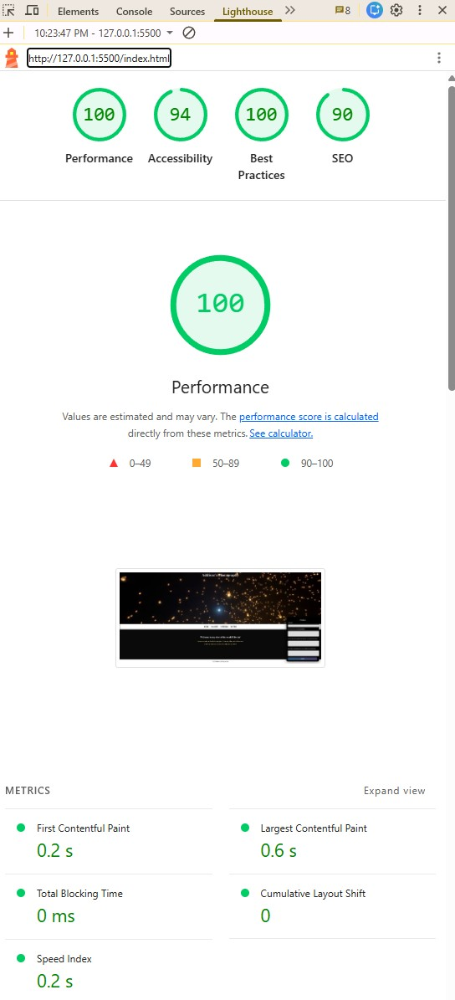 Elements Console Sources Lighthouse 8
10:23:47 PM - 127.0.0.1:5500
http://127.0.0.1:5500/index.html
100 94 100 90
Performance Accessibility Best Practices SEO
100
Performance
Values are estimated and may vary. The performance score is calculated
directly from these metrics. See calculator.
0–49 50–89 90–100
METRICS Expand view
First Contentful Paint Largest Contentful Paint
0.2 s 0.6 s
Total Blocking Time Cumulative Layout Shift
0 ms 0
Speed Index
0.2 s